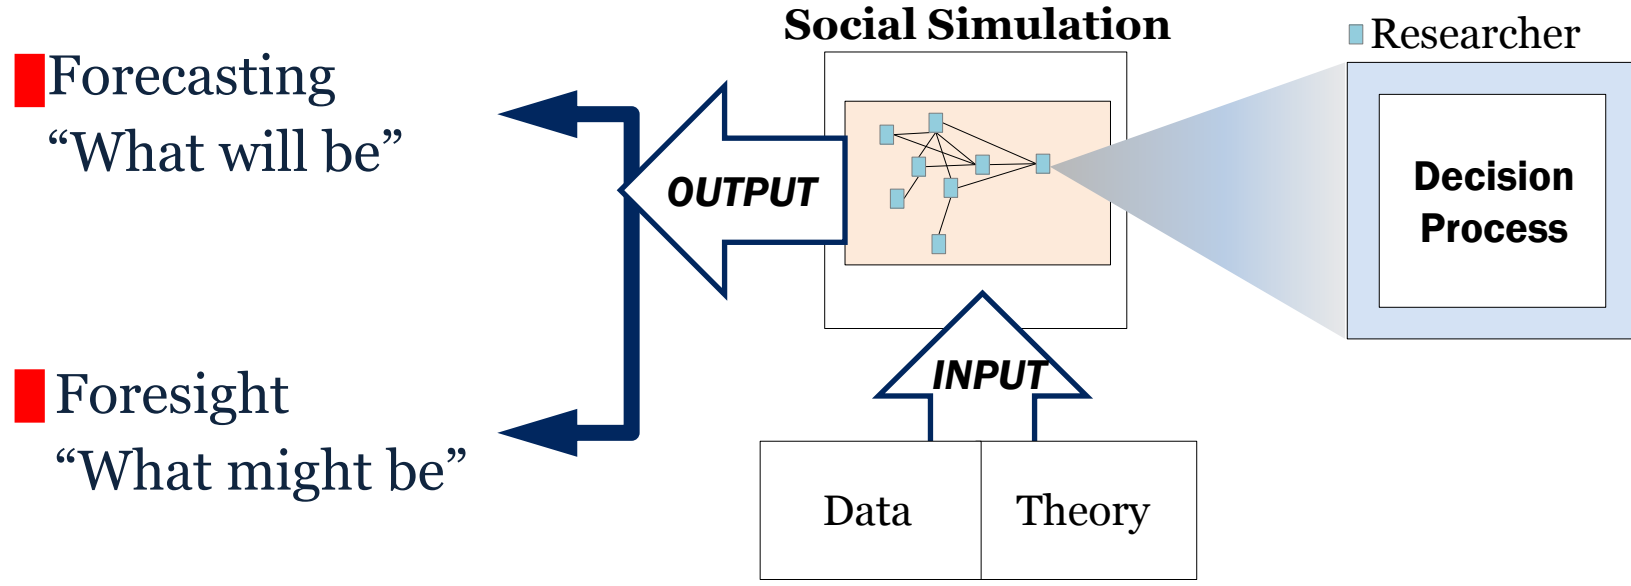 Social Simulation
Researcher
Forecasting
“What will be”
OUTPUT
Decision
Process
INPUT
Foresight
“What might be”
Data
Theory